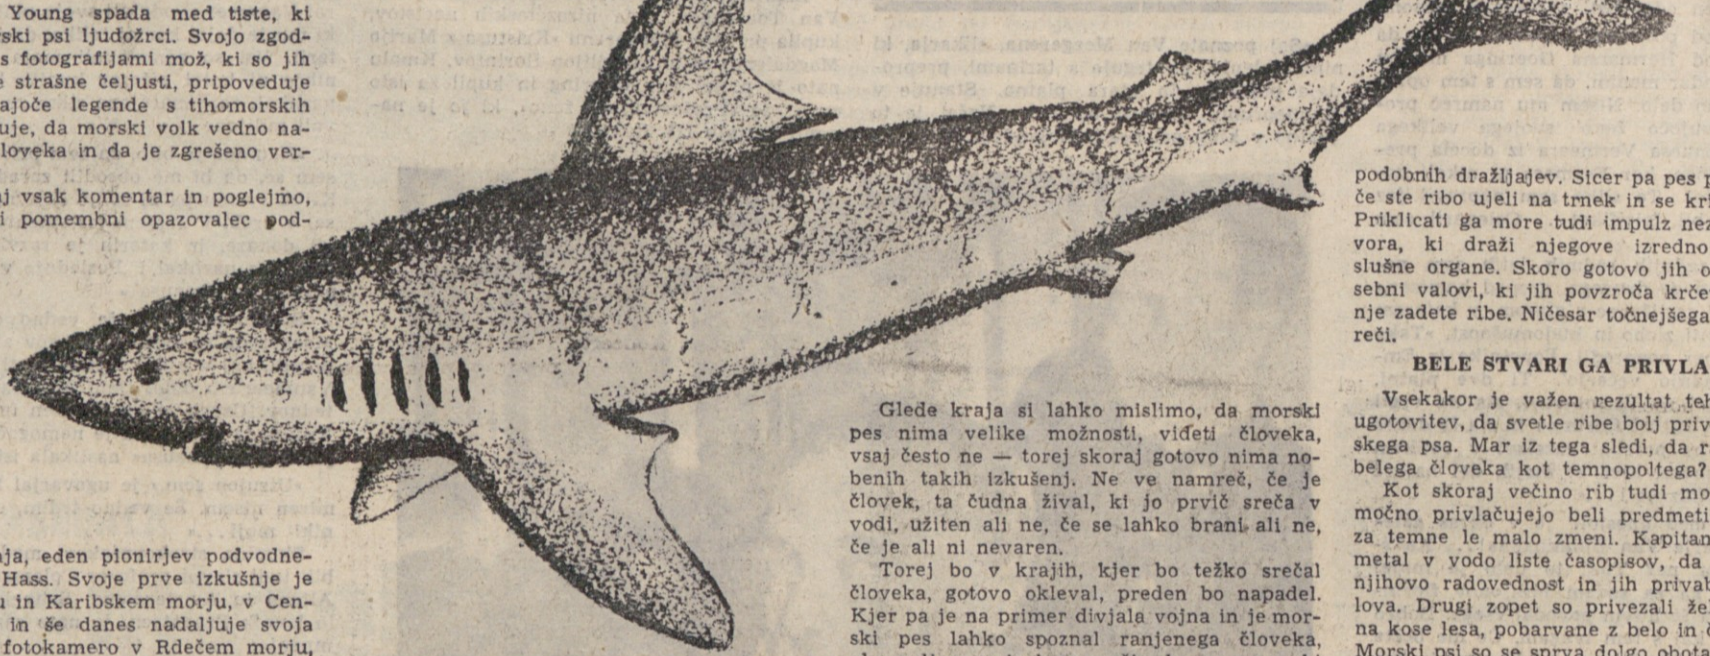 Young spada med tiste, ki
ski psi ljudožrci. Svojo zgod-
s fotografijami mož, ki so jih
strašne čeljusti, pripoveduje
ajoče legende s tihomorskih
uje, da morski volk vedno na-
loveka in da je zgrešeno ver-
j vsak komentar in poglejmo,
i pomembni opazovalec pod-
ja, eden pionirjev podvodne-
Hass. Svoje prve izkušnje je
u in Karibskem morju, v Cen-
in še danes nadaljuje svoja
fotokamero v Rdečem morju,
Glede kraja si lahko mislimo, da morski
pes nima velike možnosti, videti človeka,
vsaj često ne — torej skoraj gotovo nima no-
benih takih izkušenj. Ne ve namreč, če je
človek, ta čudna žival, ki jo prvič sreča v
vodi, užiten ali ne, če se lahko brani ali ne,
če je ali ni nevaren.
Torej bo v krajih, kjer bo težko srečal
človeka, gotovo okleval, preden bo napadel.
Kjer pa je na primer divjala vojna in je mor-
ski pes lahko spoznal ranjenega človeka,
podobnih dražljajev. Sicer pa pes p
če ste ribo ujeli na trnek in se kri
Priklicati ga more tudi impulz nez
vora, ki draži njegove izredno
slušne organe. Skoro gotovo jih o
sebni valovi, ki jih povzroča krče
nje zadete ribe. Ničesar točnejšega
reči.
BELE STVARI GA PRIVLA
Vsekakor je važen rezultat teh
ugotovitev, da svetle ribe bolj priv
skega psa. Mar iz tega sledi, da r
belega človeka kot temnopoltega?
Kot skoraj večino rib tudi mo
močno privlačujejo beli predmeti
za temne le malo zmeni. Kapitan
metal v vodo liste časopisov, da
njihovo radovednost in jih privab
lova. Drugi zopet so privezali že
na kose lesa, pobarvane z belo in č
Morski psi so se sprva dolgo obota